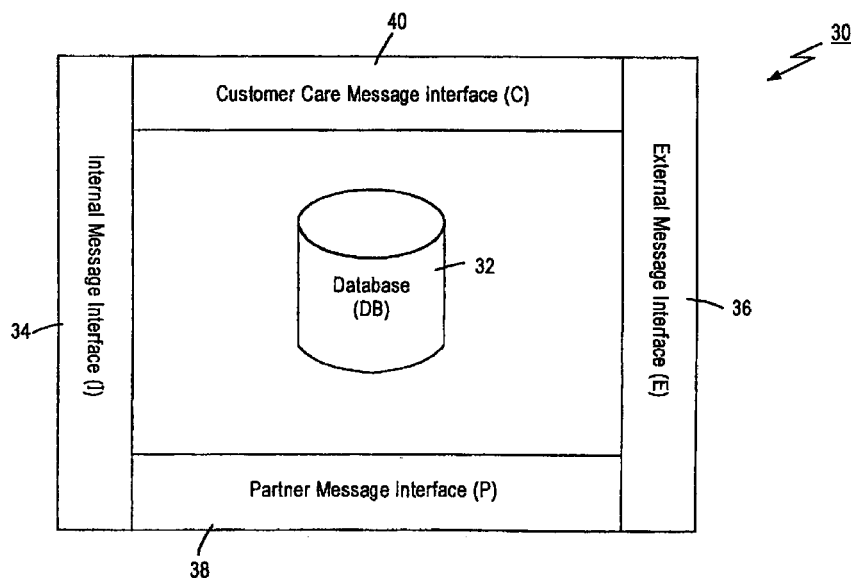 40
30
Customer Care Message Interface (C)
Internal Message Interface (I)
External Message Interface (E)
Database
(DB)
32
34
36
Partner Message Interface (P)
38